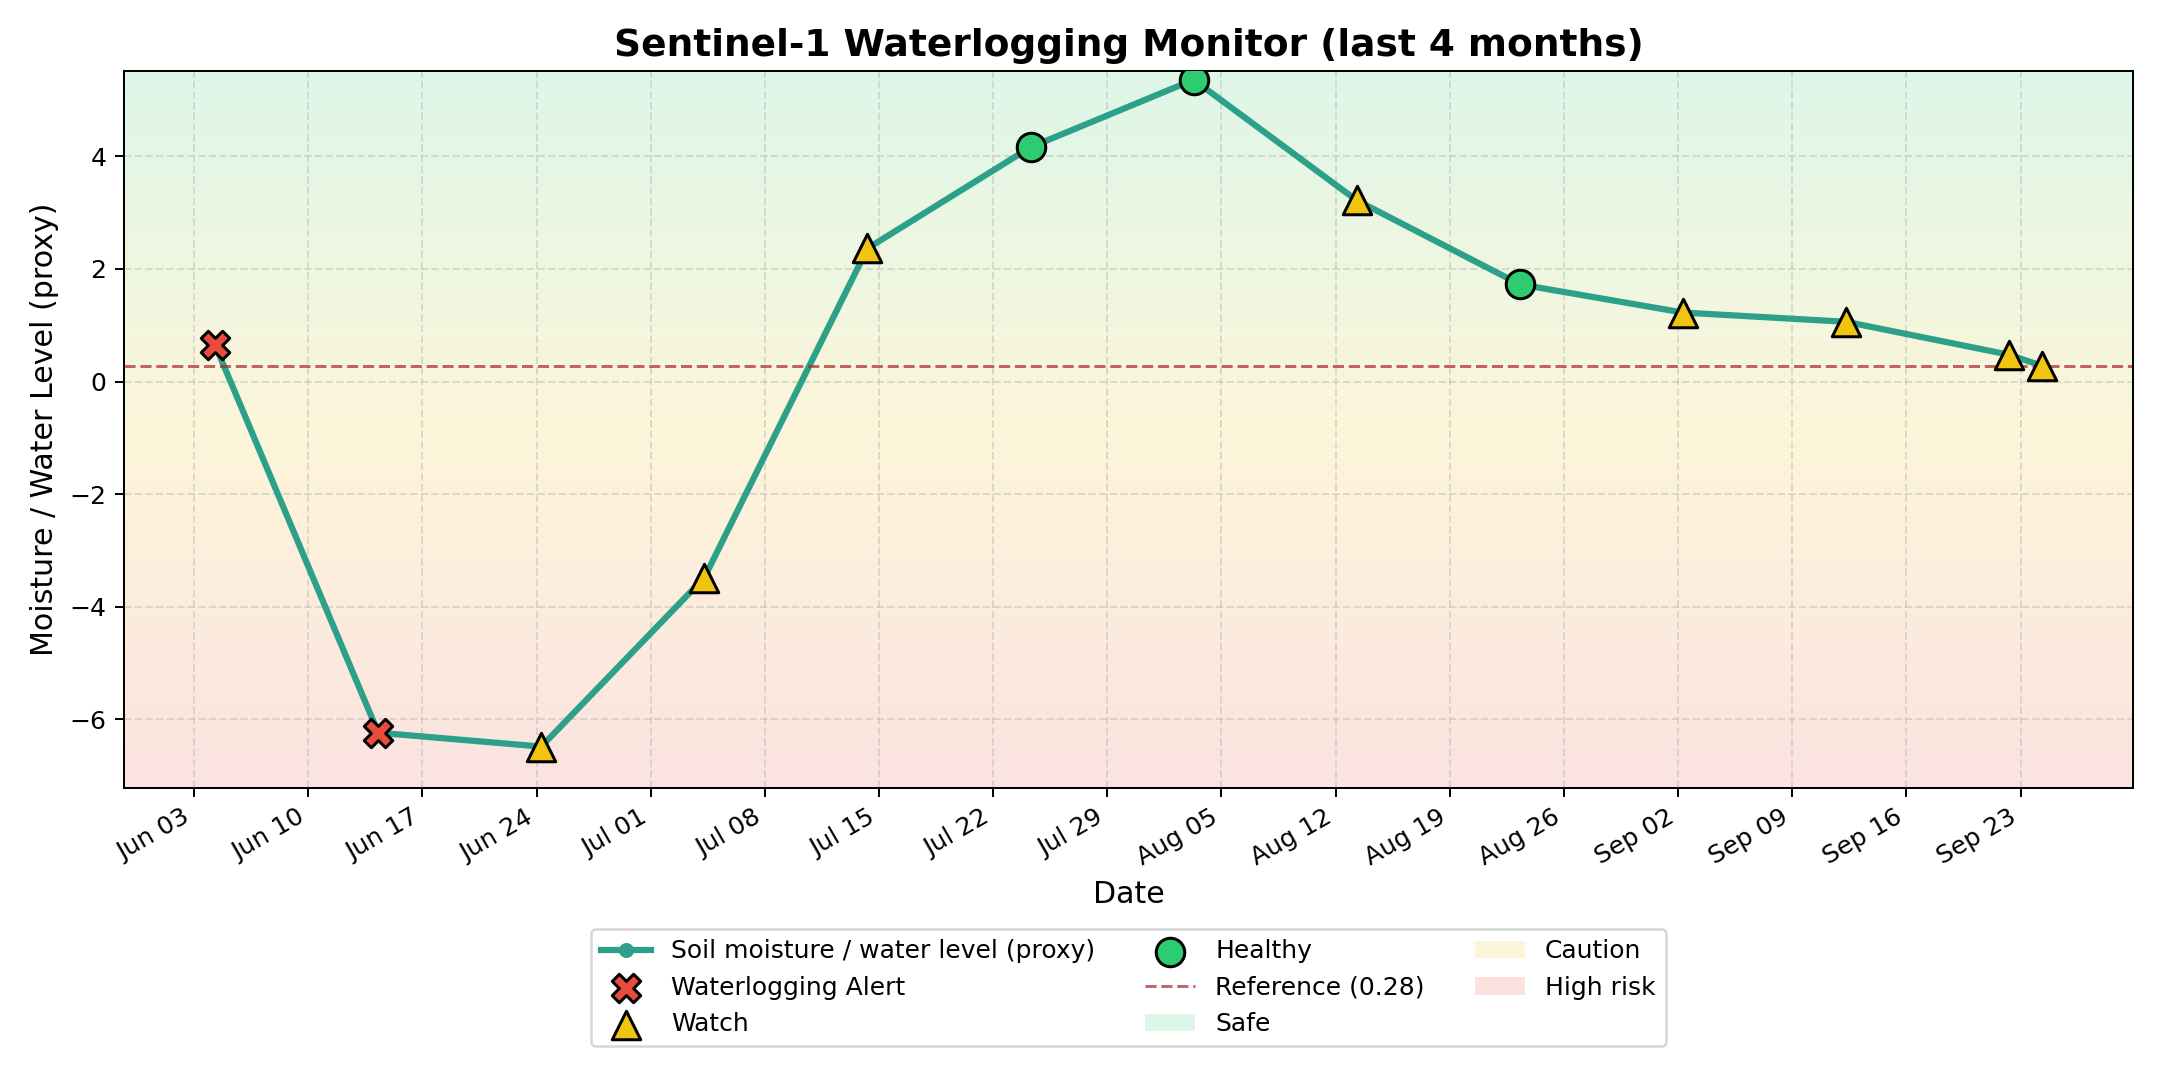 Sentinel-1 Waterlogging Monitor (last 4 months)
Moisture / Water Level (proxy)
4
2
0
−2
−4
−6
Jun 03
Jun 10
Jun 17
Jun 24
Jul 01
Jul 08
Jul 15
Jul 22
Jul 29
Aug 05
Aug 12
Aug 19
Aug 26
Sep 02
Sep 09
Sep 16
Sep 23
Date
Soil moisture / water level (proxy)
Waterlogging Alert
Watch
Healthy
Reference (0.28)
Safe
Caution
High risk